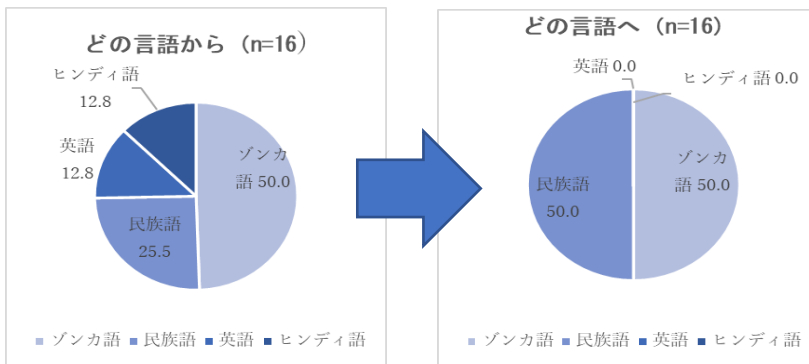 どの言語から（n=16）
ヒンディ語
12.8
英語
12.8
ゾンカ
語 50.0
民族語
25.5
■ ゾンカ語 ■ 民族語 ■ 英語 ■ ヒンディ語
どの言語へ（n=16）
英語 0.0
ヒンディ語 0.0
ゾンカ
語 50.0
民族語
50.0
■ ゾンカ語 ■ 民族語 ■ 英語 ■ ヒンディ語